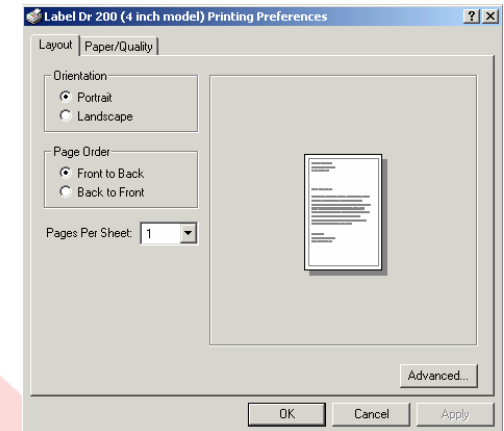 Label Dr 200 (4 inch model) Printing Preferences
Layout Paper/Quality
Orientation
Portrait
Landscape
Page Order
Front to Back
Back to Front
Pages Per Sheet: 1
Advanced...
OK Cancel Apply